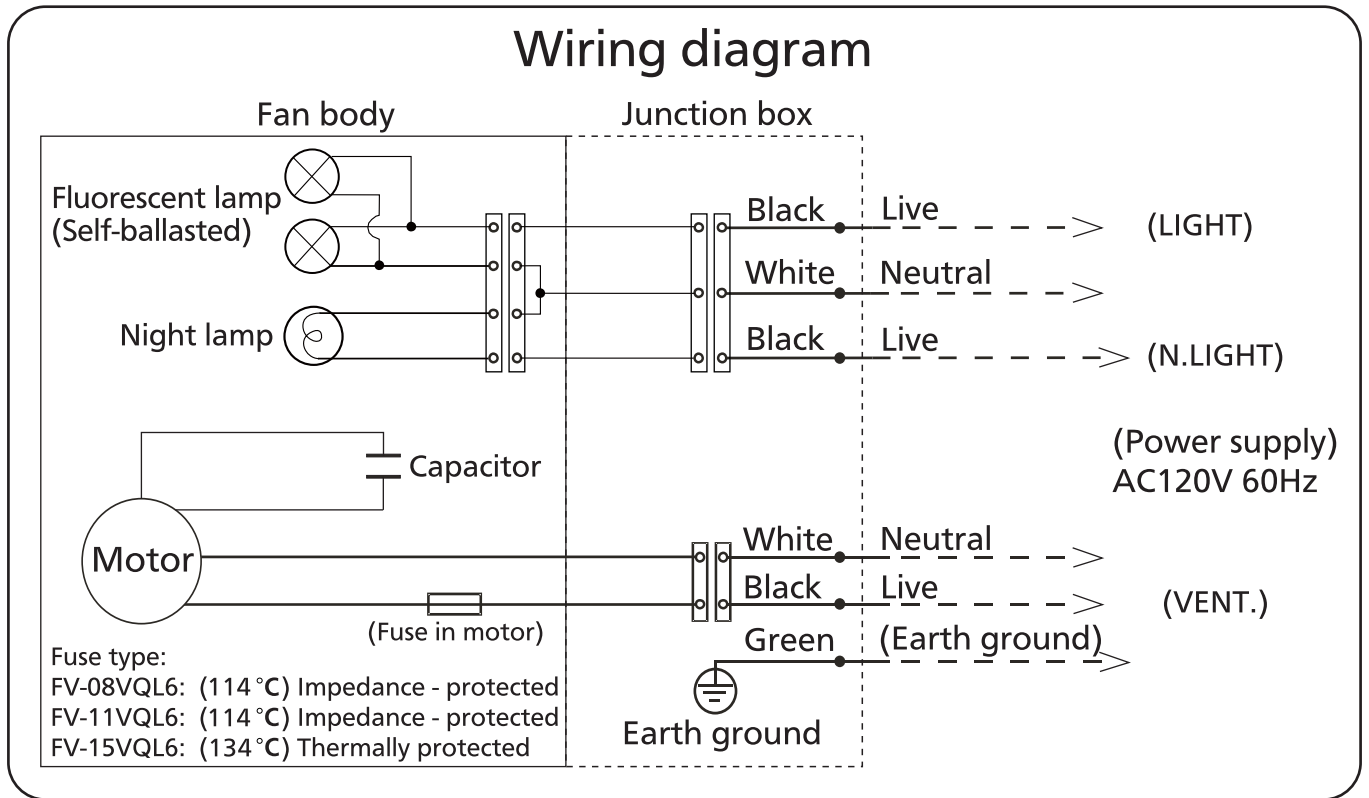 Wiring diagram
Fan body
Junction box
Fluorescent lamp
(Self-ballasted)
Black
Live
(LIGHT)
White
Neutral
Night lamp
Black
Live
(N.LIGHT)
(Power supply)
AC120V 60Hz
Capacitor
Motor
White
Neutral
Black
Live
(VENT.)
(Fuse in motor)
Green
(Earth ground)
Earth ground
Fuse type:
FV-08VQL6: (114°C) Impedance - protected
FV-11VQL6: (114°C) Impedance - protected
FV-15VQL6: (134°C) Thermally protected